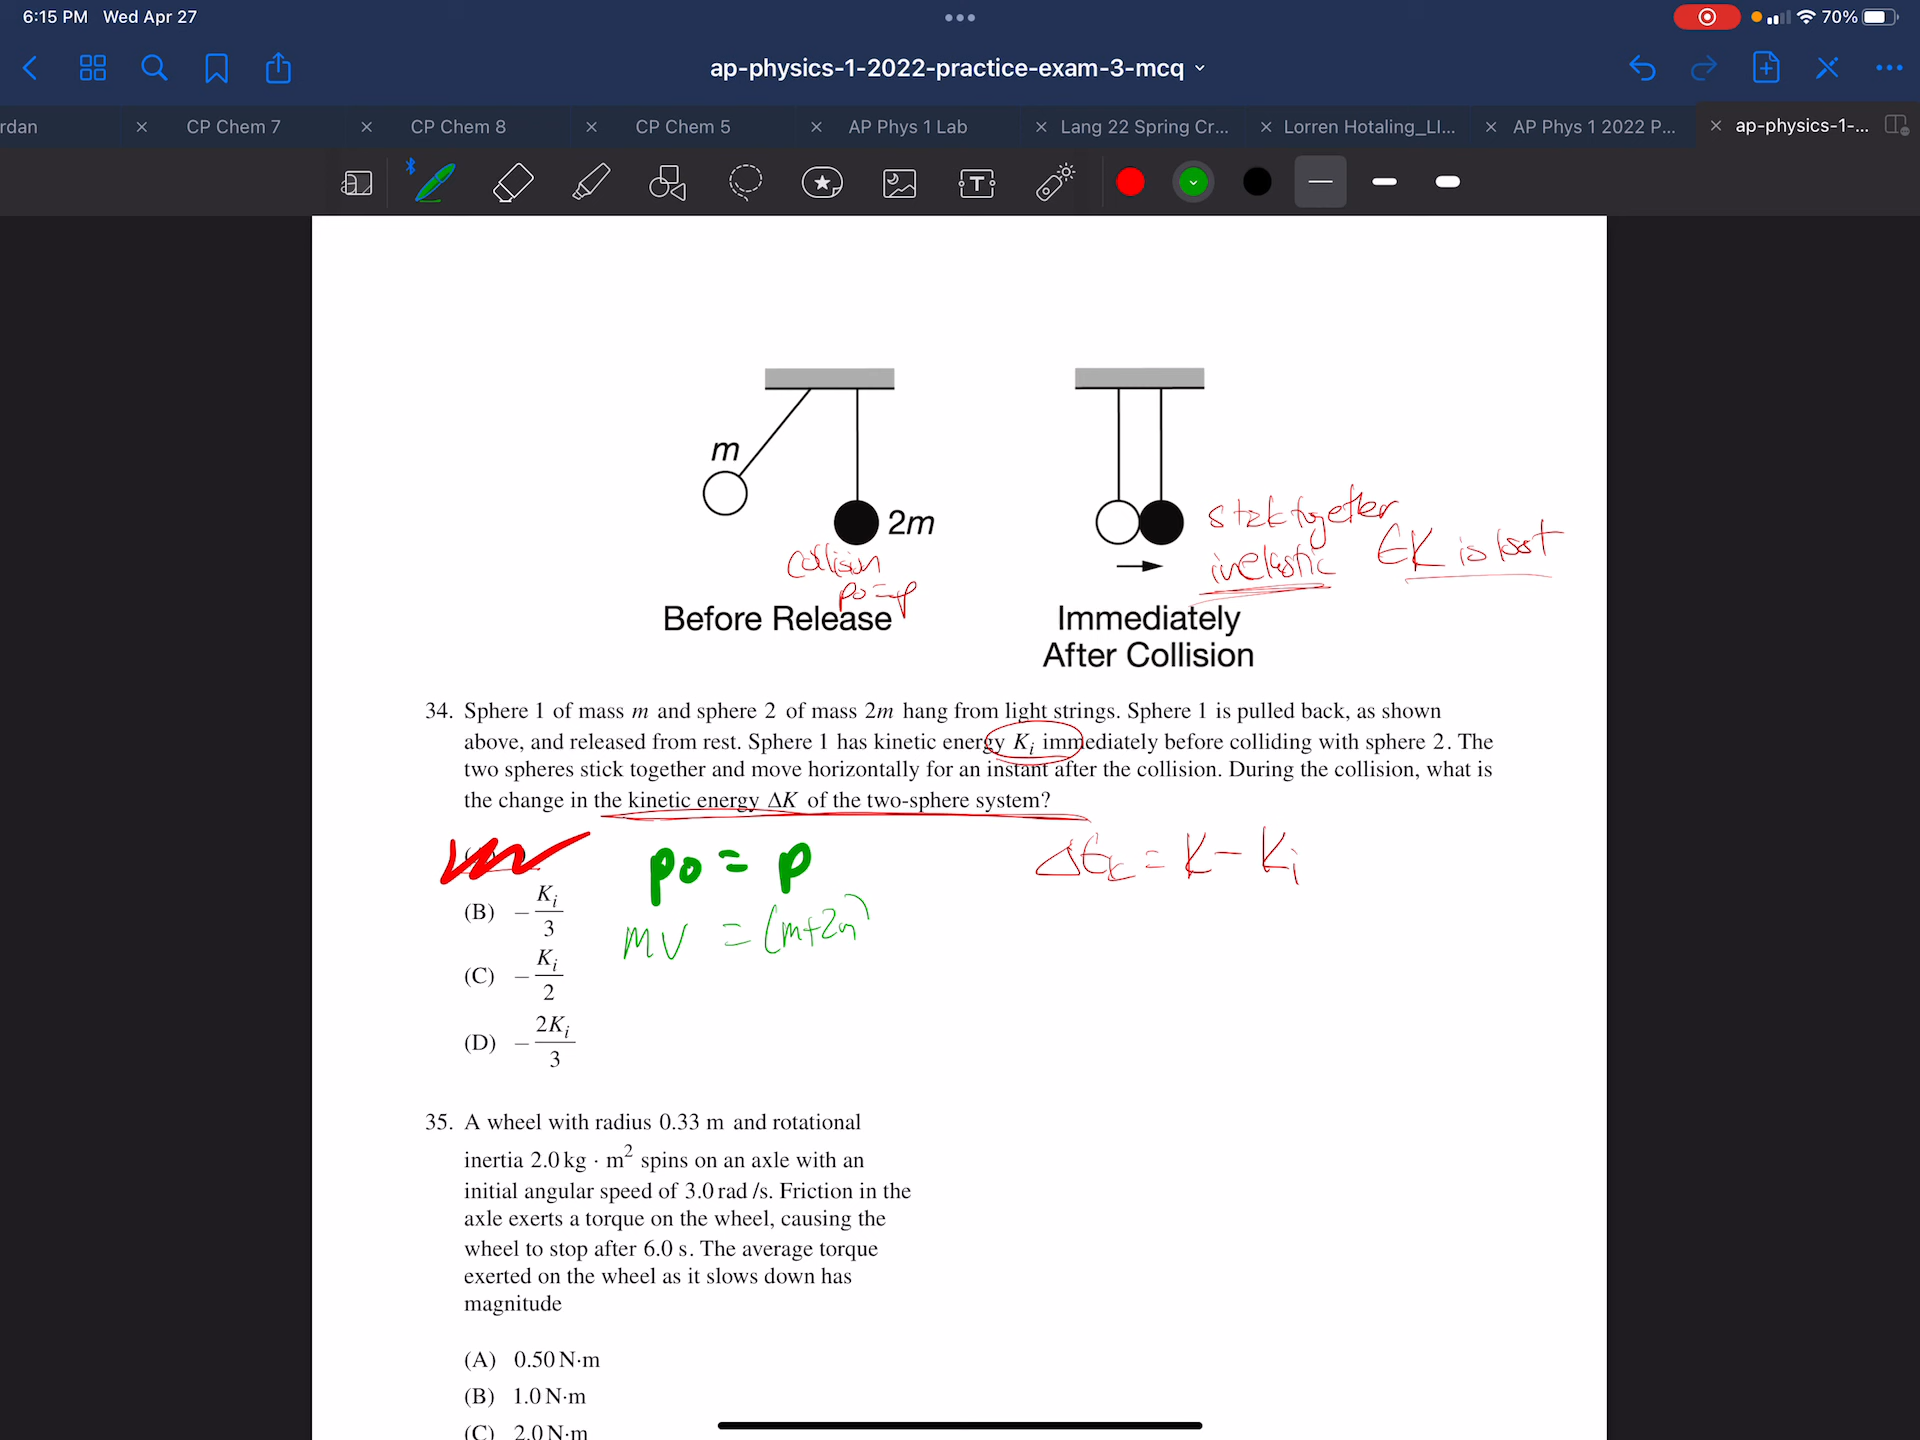 6:15 PM Wed Apr 27
70%
ap-physics-1-2022-practice-exam-3-mcq
rdan
CP Chem 7
CP Chem 8
CP Chem 5
AP Phys 1 Lab
Lang 22 Spring Cr...
Lorren Hotaling_LI...
AP Phys 1 2022 P...
ap-physics-1-...
m
2m
collision
po = p
Before Release
stick together
inelastic
EK is lost
Immediately
After Collision
34. Sphere 1 of mass m and sphere 2 of mass 2m hang from light strings. Sphere 1 is pulled back, as shown
above, and released from rest. Sphere 1 has kinetic energy Kᵢ immediately before colliding with sphere 2. The
two spheres stick together and move horizontally for an instant after the collision. During the collision, what is
the change in the kinetic energy ΔK of the two-sphere system?
po = p
mv = (m+2m)
ΔEk = K - Ki
(B) -Kᵢ/3
(C) -Kᵢ/2
(D) -2Kᵢ/3
35. A wheel with radius 0.33 m and rotational
inertia 2.0 kg · m² spins on an axle with an
initial angular speed of 3.0 rad /s. Friction in the
axle exerts a torque on the wheel, causing the
wheel to stop after 6.0 s. The average torque
exerted on the wheel as it slows down has
magnitude
(A) 0.50 N·m
(B) 1.0 N·m
(C) 2.0 N·m